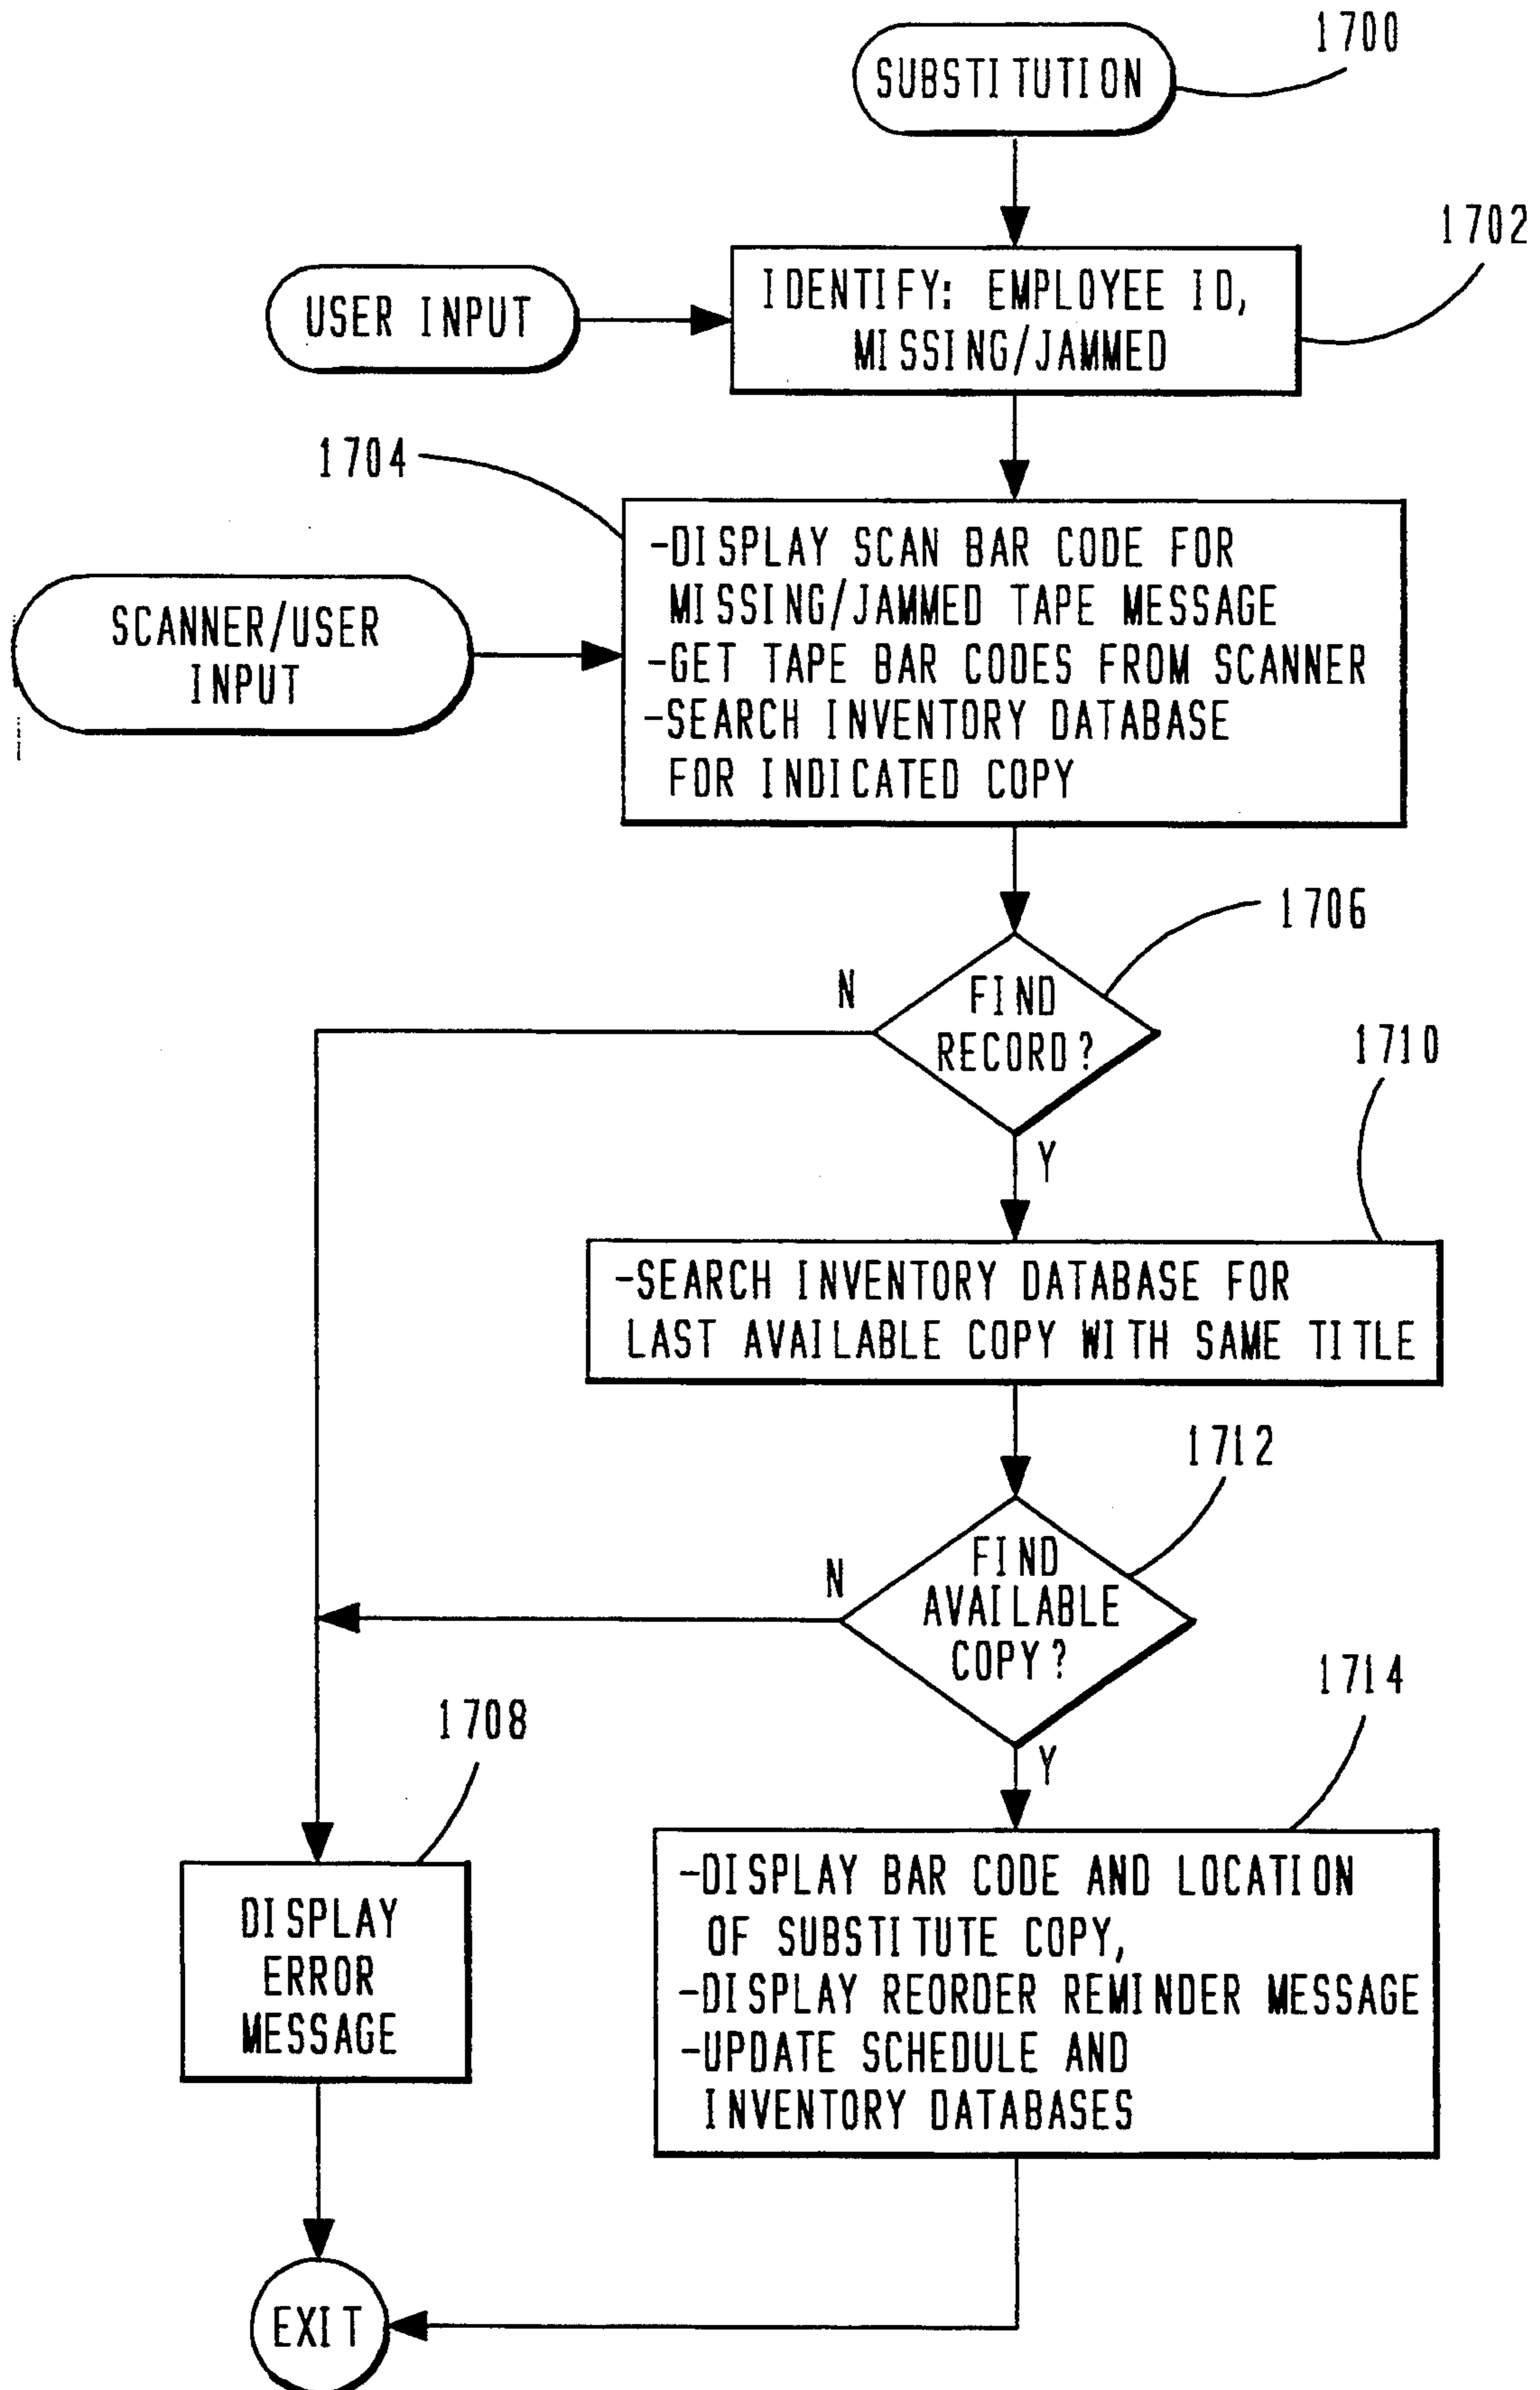 1700
SUBSTITUTION
1702
IDENTIFY: EMPLOYEE ID,
MISSING/JAMMED
USER INPUT
1704
-DISPLAY SCAN BAR CODE FOR
MISSING/JAMMED TAPE MESSAGE
-GET TAPE BAR CODES FROM SCANNER
-SEARCH INVENTORY DATABASE
FOR INDICATED COPY
SCANNER/USER
INPUT
1706
N
FIND
RECORD?
Y
1710
-SEARCH INVENTORY DATABASE FOR
LAST AVAILABLE COPY WITH SAME TITLE
1712
N
FIND
AVAILABLE
COPY?
Y
1714
1708
DISPLAY
ERROR
MESSAGE
-DISPLAY BAR CODE AND LOCATION
OF SUBSTITUTE COPY,
-DISPLAY REORDER REMINDER MESSAGE
-UPDATE SCHEDULE AND
INVENTORY DATABASES
EXIT